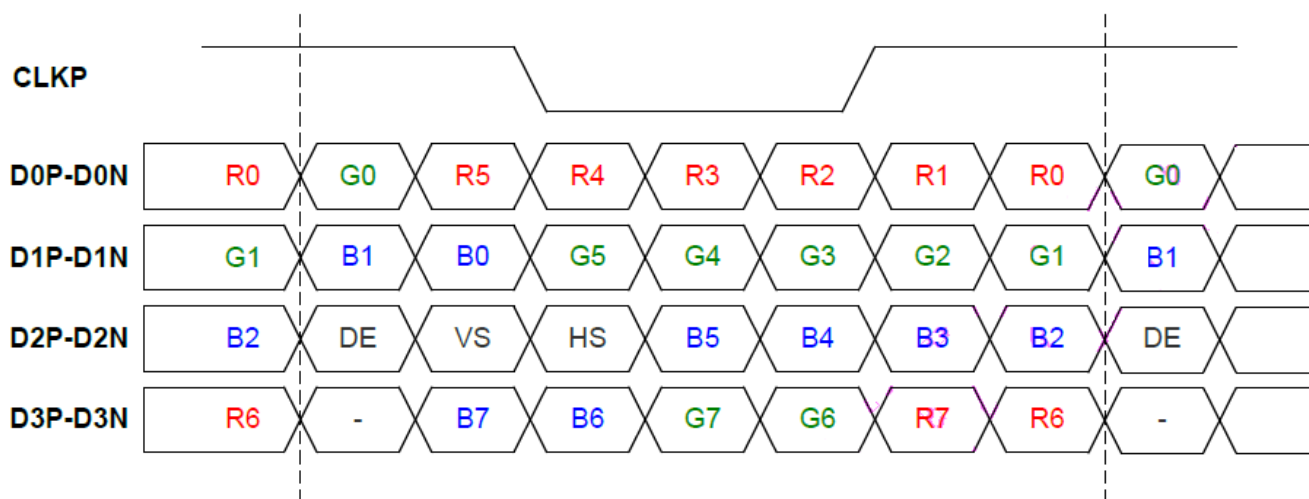 CLKP
D0P-D0N R0 G0 R5 R4 R3 R2 R1 R0 G0
D1P-D1N G1 B1 B0 G5 G4 G3 G2 G1 B1
D2P-D2N B2 DE VS HS B5 B4 B3 B2 DE
D3P-D3N R6 - B7 B6 G7 G6 R7 R6 -